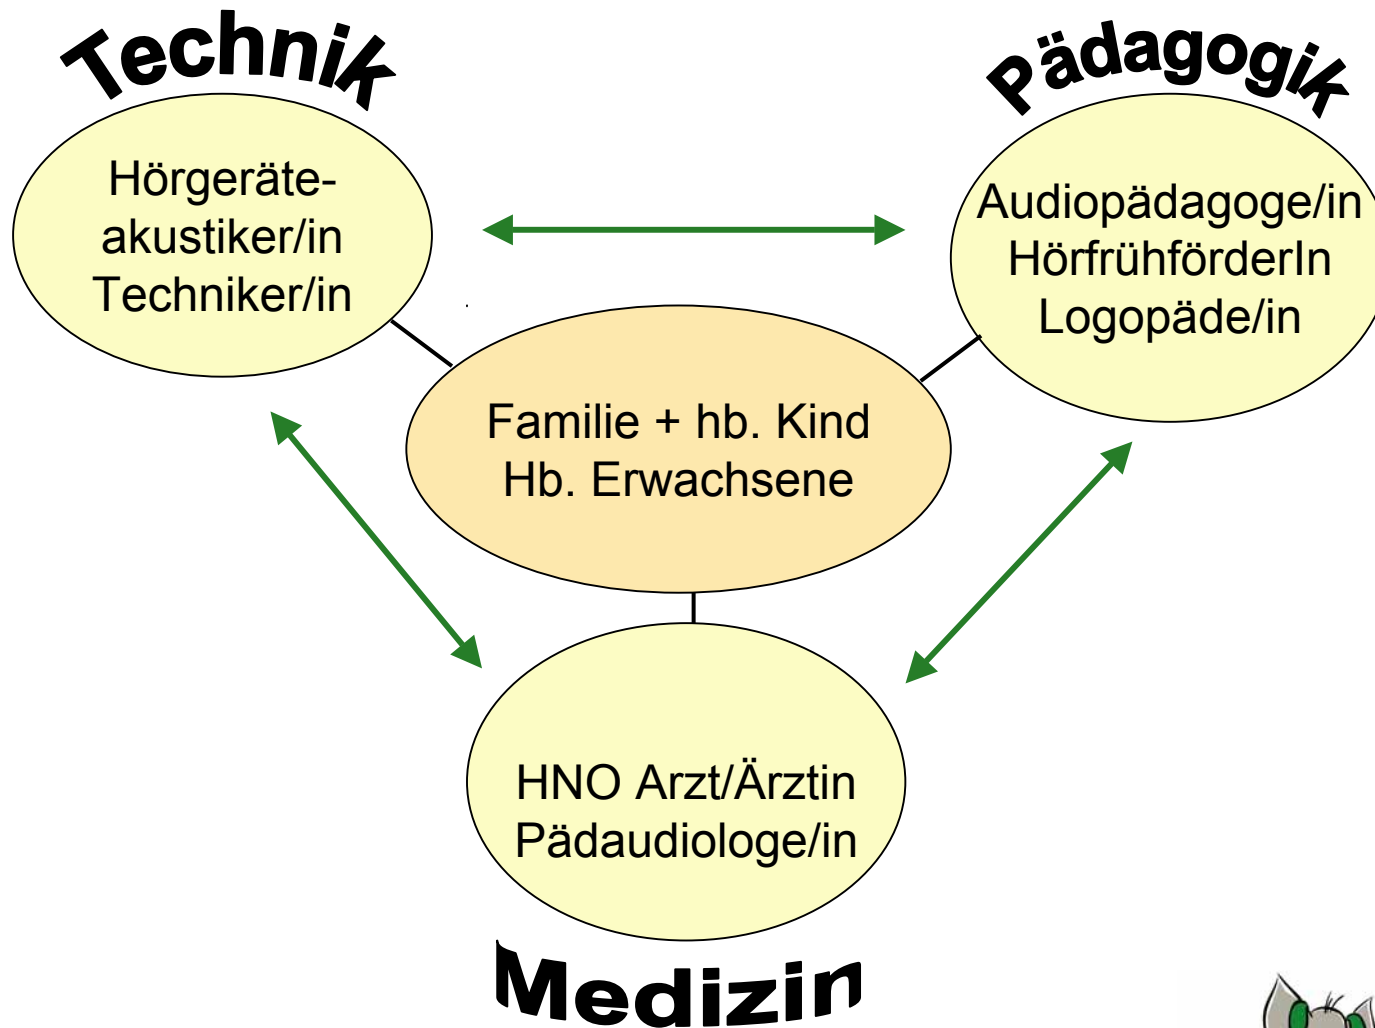 Technik
Hörgeräte-
akustiker/in
Techniker/in
Pädagogik
Audiopädagoge/in
HörfrühförderIn
Logopäde/in
Familie + hb. Kind
Hb. Erwachsene
HNO Arzt/Ärztin
Pädaudiologe/in
Medizin